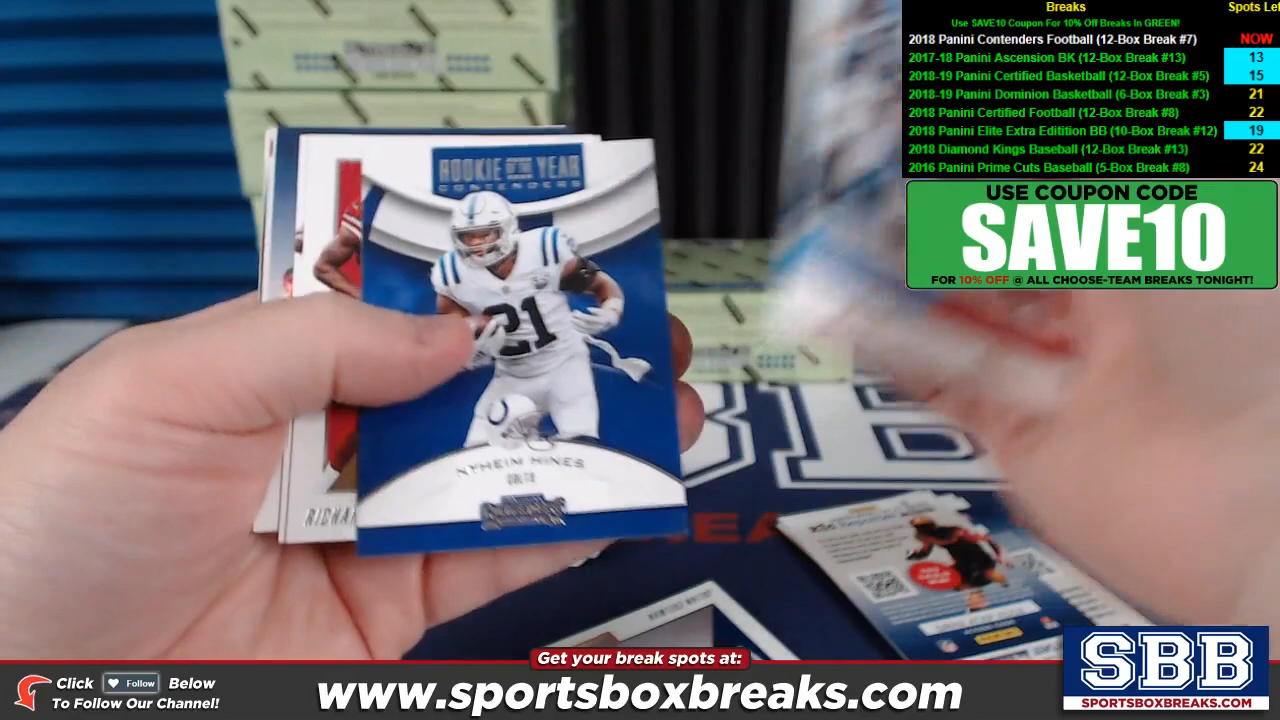 Breaks Spots Lef
Use SAVE10 Coupon For 10% Off Breaks In GREEN!
2018 Panini Contenders Football (12-Box Break #7) NOW
2017-18 Panini Ascension BK (12-Box Break #13) 13
2018-19 Panini Certified Basketball (12-Box Break #5) 15
2018-19 Panini Dominion Basketball (6-Box Break #3) 21
2018 Panini Certified Football (12-Box Break #8) 22
2018 Panini Elite Extra Edition BB (10-Box Break #12) 19
2018 Diamond Kings Baseball (12-Box Break #13) 22
2016 Panini Prime Cuts Baseball (5-Box Break #8) 24
USE COUPON CODE
SAVE10
FOR 10% OFF @ ALL CHOOSE-TEAM BREAKS TONIGHT!
ROOKIE OF THE YEAR
CONTENDERS
21
NYHEIM HINES
COLTS
RICHA
Get your break spots at:
Click Follow Below
To Follow Our Channel!
www.sportsboxbreaks.com
SBB
SPORTSBOXBREAKS.COM